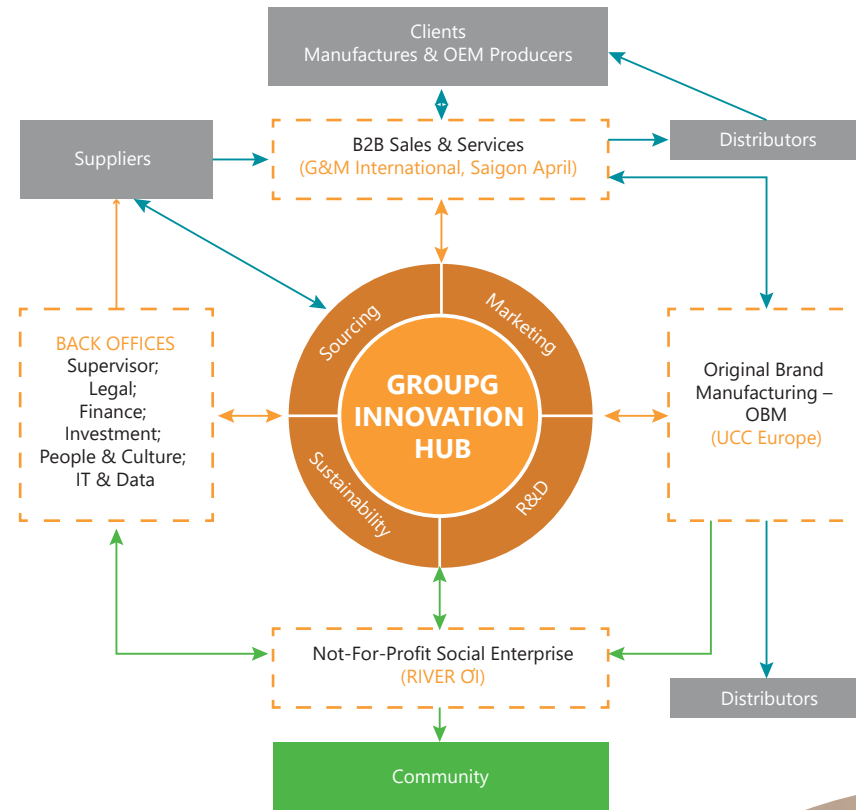 Clients
Manufactures & OEM Producers
Suppliers
B2B Sales & Services
(G&M International, Saigon April)
Distributors
Sourcing
Marketing
BACK OFFICES
Supervisor;
Legal;
Finance;
Investment;
People & Culture;
IT & Data
GROUPG
INNOVATION
HUB
Original Brand
Manufacturing –
OBM
(UCC Europe)
Sustainability
R&D
Not-For-Profit Social Enterprise
(RIVER ƠI)
Distributors
Community